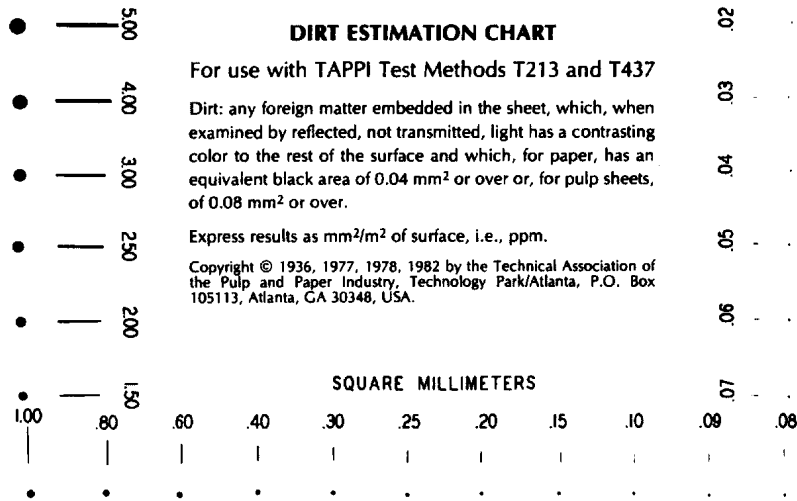 DIRT ESTIMATION CHART
For use with TAPPI Test Methods T213 and T437
Dirt: any foreign matter embedded in the sheet, which, when
examined by reflected, not transmitted, light has a contrasting
color to the rest of the surface and which, for paper, has an
equivalent black area of 0.04 mm² or over or, for pulp sheets,
of 0.08 mm² or over.
Express results as mm²/m² of surface, i.e., ppm.
Copyright © 1936, 1977, 1978, 1982 by the Technical Association of
the Pulp and Paper Industry, Technology Park/Atlanta, P.O. Box
105113, Atlanta, GA 30348, USA.
SQUARE MILLIMETERS
5.00
4.00
3.00
2.50
2.00
1.50
1.00 .80 .60 .40 .30 .25 .20 .15 .10 .09 .08
.02
.03
.04
.05
.06
.07